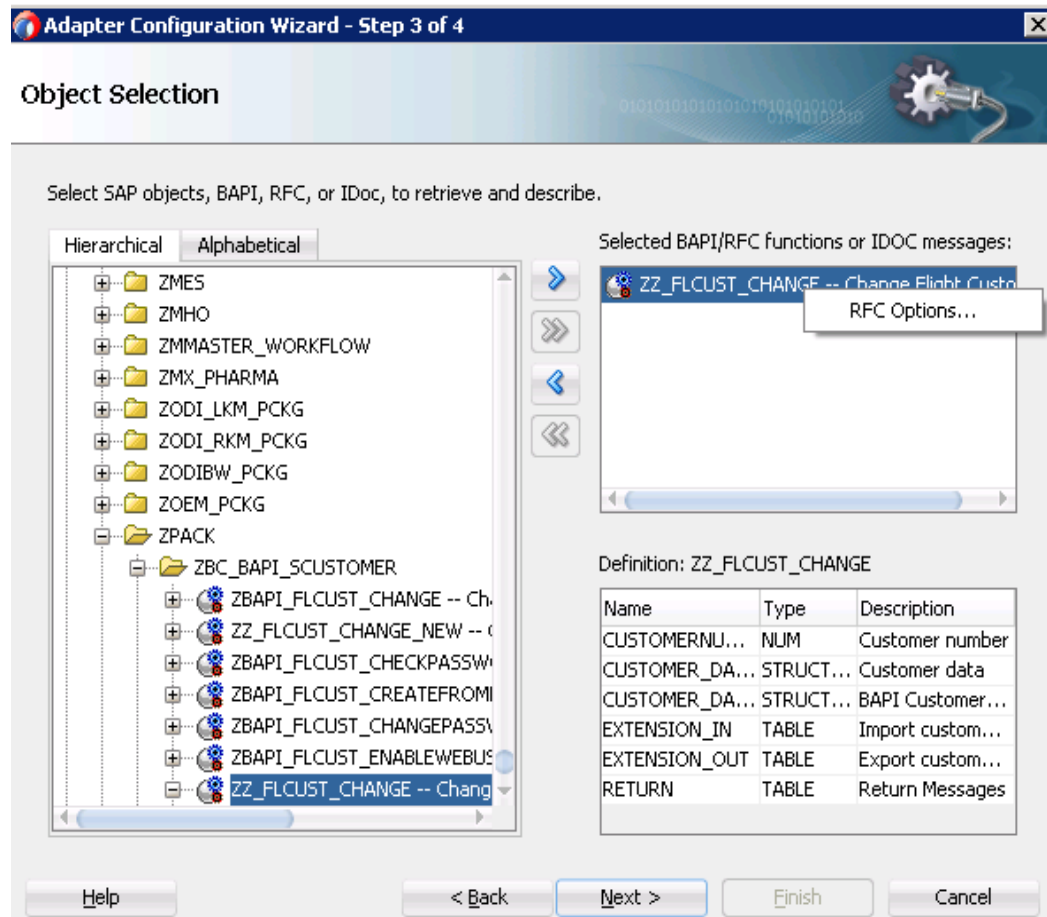 Adapter Configuration Wizard - Step 3 of 4
Object Selection
Select SAP objects, BAPI, RFC, or IDoc, to retrieve and describe.
Hierarchical
Alphabetical
ZMES
ZMHO
ZMMASTER_WORKFLOW
ZMX_PHARMA
ZODI_LKM_PCKG
ZODI_RKM_PCKG
ZODIBW_PCKG
ZOEM_PCKG
ZPACK
ZBC_BAPI_SCUSTOMER
ZBAPI_FLCUST_CHANGE -- Ch
ZZ_FLCUST_CHANGE_NEW --
ZBAPI_FLCUST_CHECKPASSW
ZBAPI_FLCUST_CREATEFROM
ZBAPI_FLCUST_CHANGEPASS
ZBAPI_FLCUST_ENABLEWEBUS
ZZ_FLCUST_CHANGE -- Chang
Selected BAPI/RFC functions or IDOC messages:
ZZ_FLCUST_CHANGE -- Change Flight Custo
RFC Options...
Definition: ZZ_FLCUST_CHANGE
Name Type Description
CUSTOMERNU... NUM Customer number
CUSTOMER_DA... STRUCT... Customer data
CUSTOMER_DA... STRUCT... BAPI Customer...
EXTENSION_IN TABLE Import custom...
EXTENSION_OUT TABLE Export custom...
RETURN TABLE Return Messages
Help
< Back
Next >
Finish
Cancel